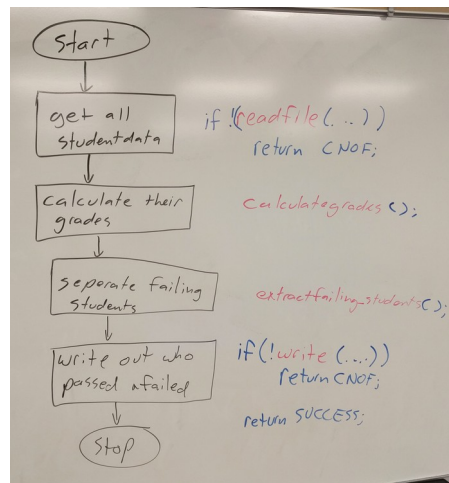 Start
get all
studentdata
if !(readfile(...))
return CNOF;
calculate their
grades
calculategrades();
seperate failing
students
extractfailing_students();
write out who
passed &failed
if(!write (....))
return CNOF;
return SUCCESS;
Stop